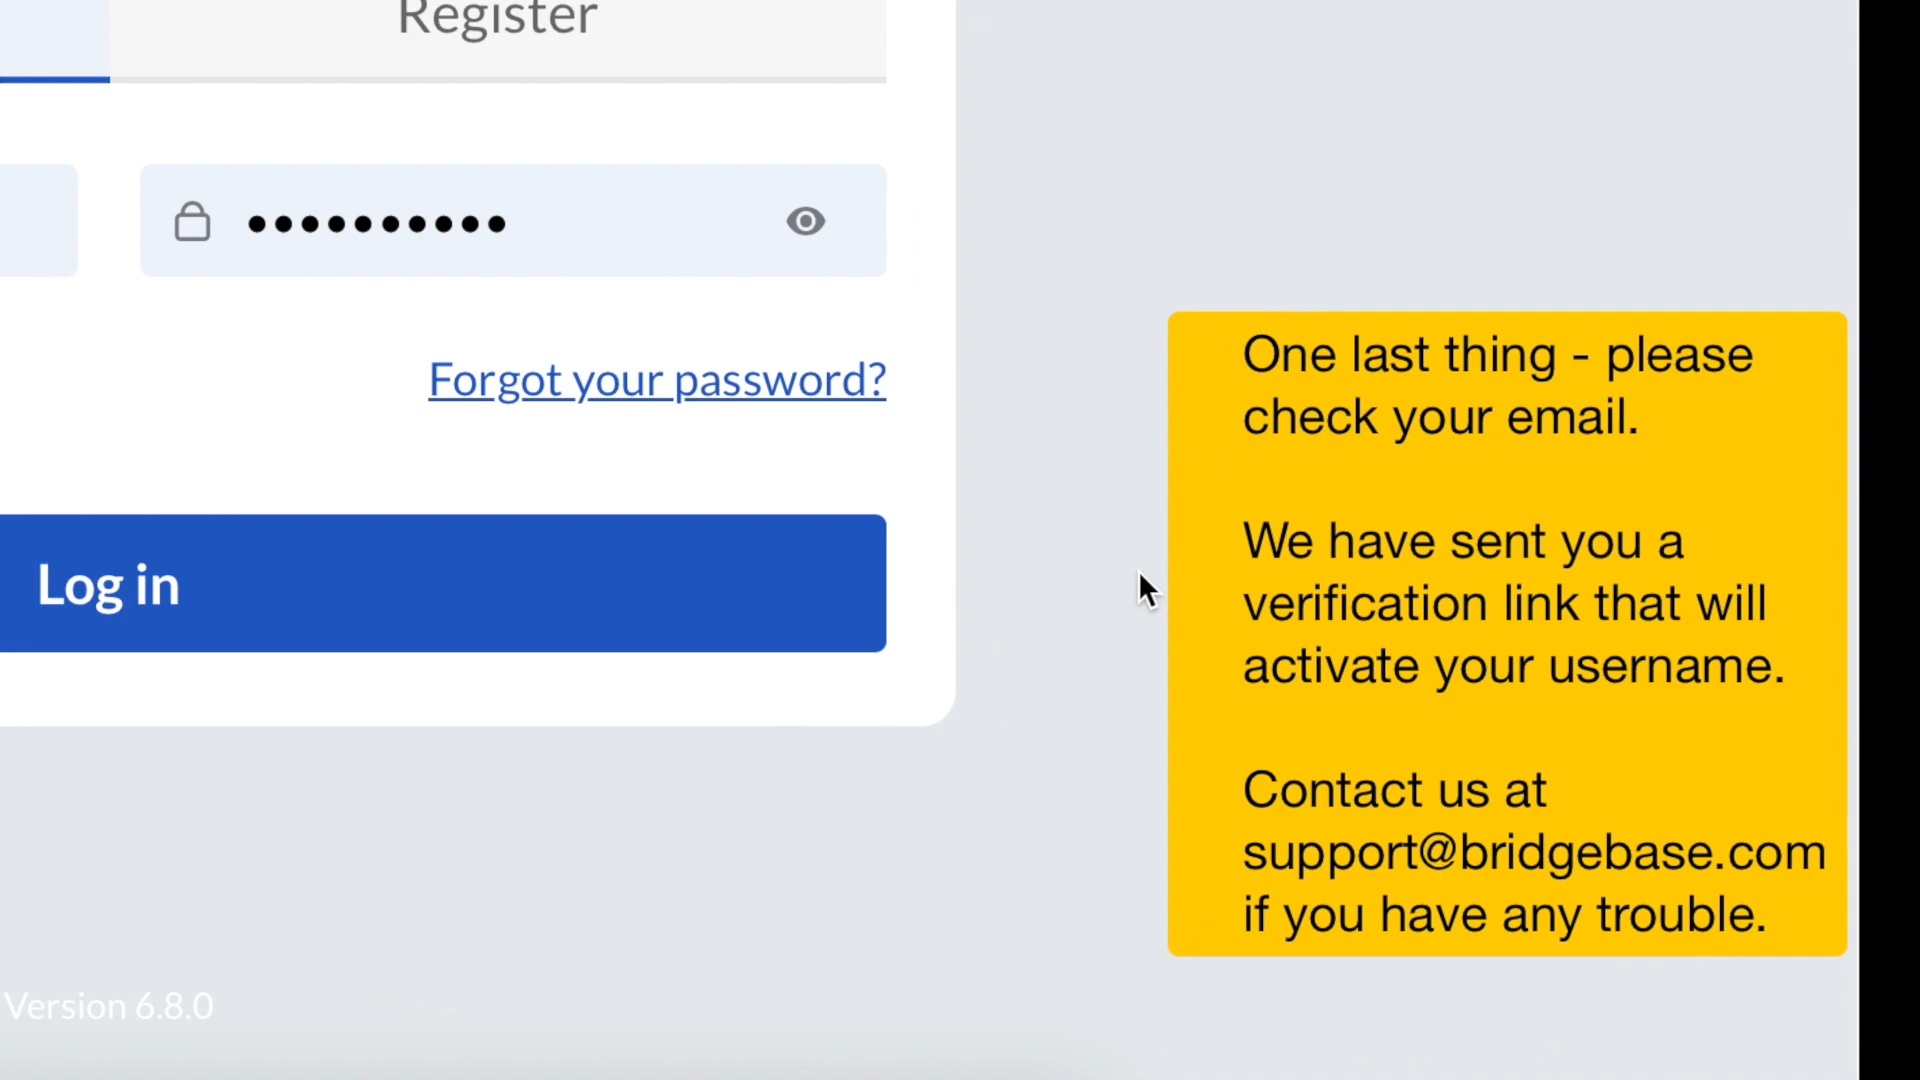 Register
Forgot your password?
Log in
One last thing - please
check your email.
We have sent you a
verification link that will
activate your username.
Contact us at
support@bridgebase.com
if you have any trouble.
Version 6.8.0